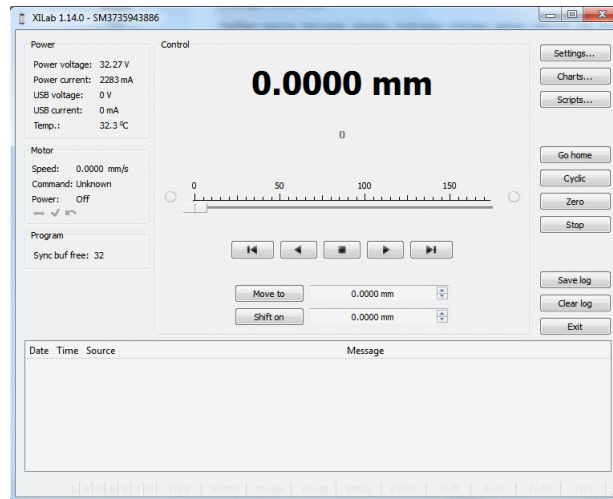 XILab 1.14.0 - SM3735943886
Power
Power voltage: 32.27 V
Power current: 2283 mA
USB voltage: 0 V
USB current: 0 mA
Temp.: 32.3 ºC
Motor
Speed: 0.0000 mm/s
Command: Unknown
Power: Off
Program
Sync buf free: 32
Control
0.0000 mm
0
0 50 100 150
Move to 0.0000 mm
Shift on 0.0000 mm
Settings...
Charts...
Scripts...
Go home
Cyclic
Zero
Stop
Save log
Clear log
Exit
Date Time Source Message